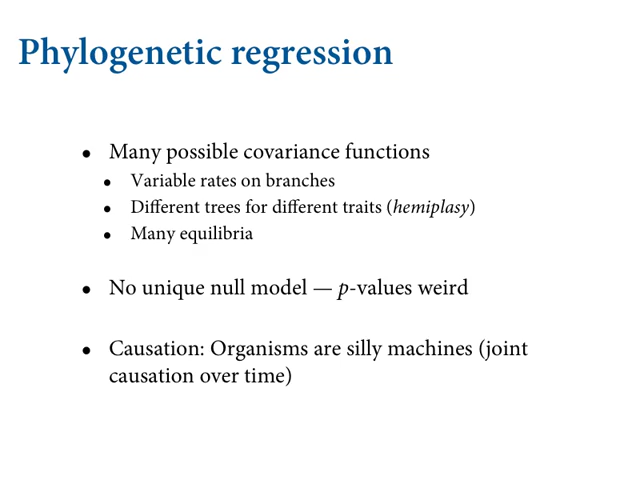 Phylogenetic regression
• Many possible covariance functions
• Variable rates on branches
• Different trees for different traits (hemiplasy)
• Many equilibria
• No unique null model — p-values weird
• Causation: Organisms are silly machines (joint
causation over time)